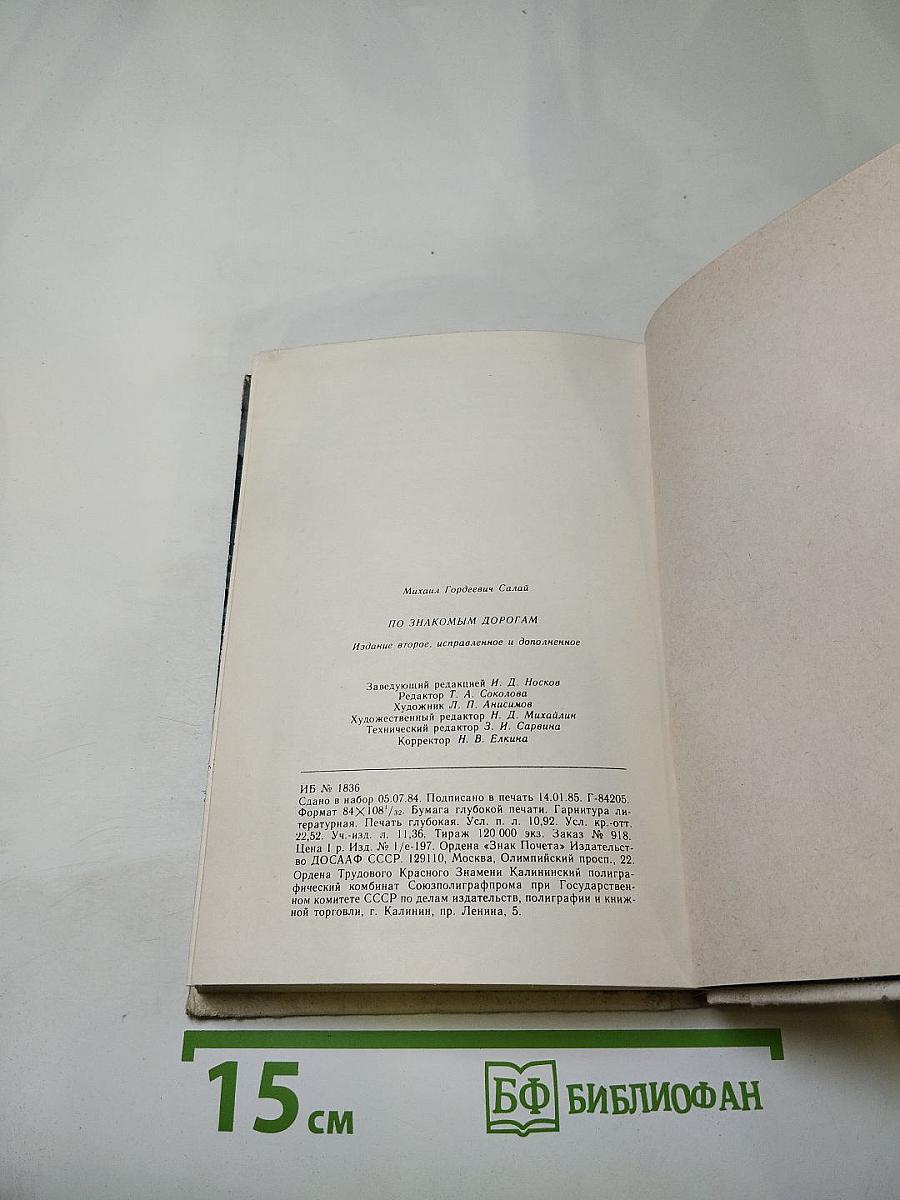 Михаил Гордеевич Салай
ПО ЗНАКОМЫМ ДОРОГАМ
Издание второе, исправленное и дополненное
Заведующий редакцией И. Д. Носков
Редактор Т. А. Соколова
Художник Л. П. Анисимов
Художественный редактор Н. Д. Михайлин
Технический редактор З. И. Сарвина
Корректор Н. В. Елкина
ИБ № 1836
Сдано в набор 05.07.84. Подписано в печать 14.01.85. Г-84205.
Формат 84×108¹/₃₂. Бумага глубокой печати. Гарнитура ли-
тературная. Печать глубокая. Усл. п. л. 10,92. Усл. кр.-отт.
22,52. Уч.-изд. л. 11,36. Тираж 120 000 экз. Заказ № 918.
Цена 1 р. Изд. № 1/е-197. Ордена «Знак Почета» Издательст-
во ДОСААФ СССР. 129110, Москва, Олимпийский просп., 22.
Ордена Трудового Красного Знамени Калининский полигра-
фический комбинат Союзполиграфпрома при Государствен-
ном комитете СССР по делам издательств, полиграфии и книж-
ной торговли, г. Калинин, пр. Ленина, 5.
15 см
БФ БИБЛИОФАН